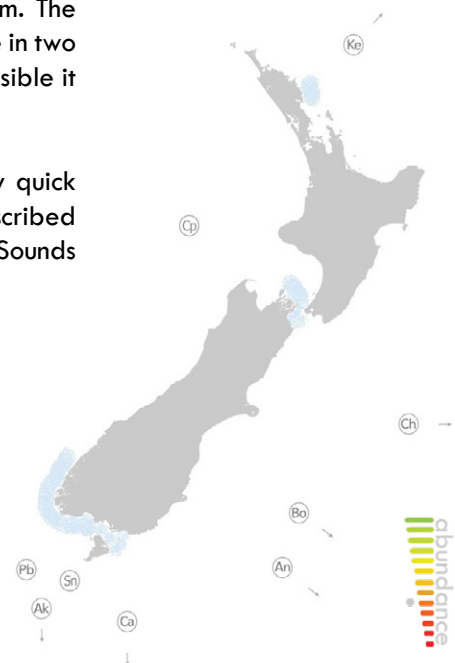 m. The
e in two
sible it
y quick
scribed
Sounds
Ke
Cp
Ch
Bo
An
Pb
Sn
Ak
Ca
abundance